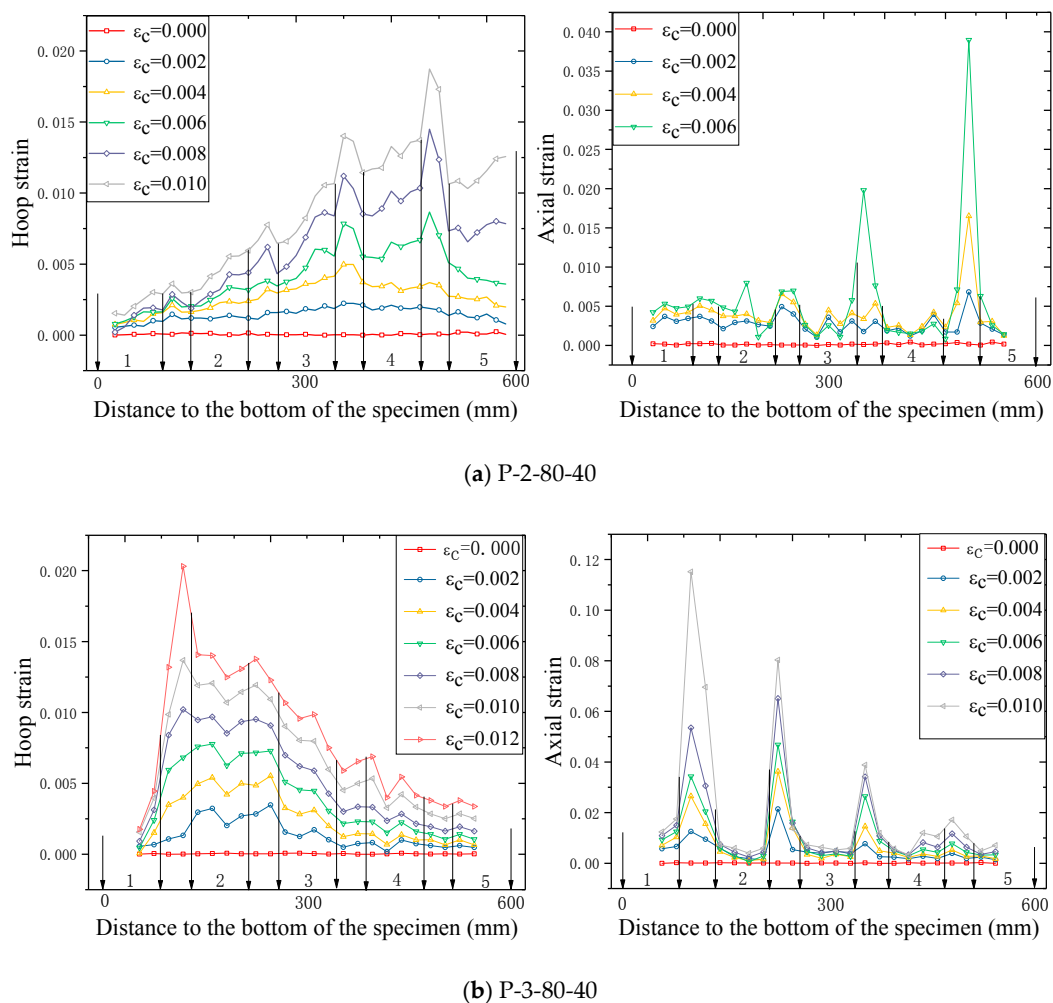 εc=0.000
εc=0.002
εc=0.004
εc=0.006
εc=0.008
εc=0.010
0.020
0.015
0.010
0.005
0.000
Hoop strain
1 2 3 4 5
0 300 600
Distance to the bottom of the specimen (mm)
εc=0.000
εc=0.002
εc=0.004
εc=0.006
0.040
0.035
0.030
0.025
0.020
0.015
0.010
0.005
0.000
Axial strain
1 2 3 4 5
0 300 600
Distance to the bottom of the specimen (mm)
(a) P-2-80-40
εc=0. 000
εc=0.002
εc=0.004
εc=0.006
εc=0.008
εc=0.010
εc=0.012
0.020
0.015
0.010
0.005
0.000
Hoop strain
1 2 3 4 5
0 300 600
Distance to the bottom of the specimen (mm)
εc=0.000
εc=0.002
εc=0.004
εc=0.006
εc=0.008
εc=0.010
0.12
0.10
0.08
0.06
0.04
0.02
0.00
Axial strain
1 2 3 4 5
0 300 600
Distance to the bottom of the specimen (mm)
(b) P-3-80-40